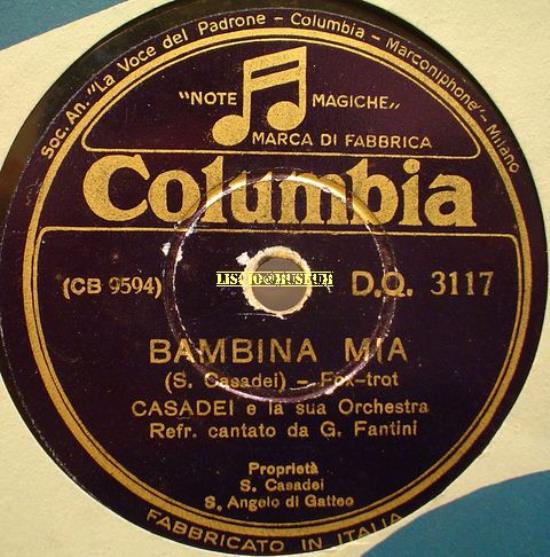 Soc. An. "La Voce del Padrone - Columbia - Marconiphone" - Milano
"NOTE MAGICHE„
MARCA DI FABBRICA
Columbia
LISCIO@MUSEUM
(CB 9594) D.Q. 3117
BAMBINA MIA
(S. Casadei) - Fox-trot
CASADEI e la sua Orchestra
Refr. cantato da G. Fantini
Proprietà
S. Casadei
S. Angelo di Gatteo
FABBRICATO IN ITALIA